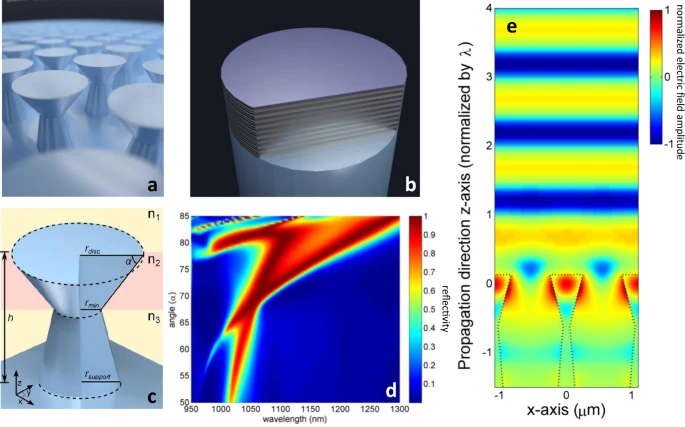 a
b
n1
rdisc
α
n2
rmin
h
n3
rsupport
z
y
x
c
85
80
75
70
65
60
55
50
angle (α)
950 1000 1050 1100 1150 1200 1250 1300
wavelength (nm)
d
1
0.9
0.8
0.7
0.6
0.5
0.4
0.3
0.2
0.1
reflectivity
e
4
3
2
1
0
-1
Propagation direction z-axis (normalized by λ)
-1 0 1
x-axis (μm)
1
-1
normalized electric field amplitude